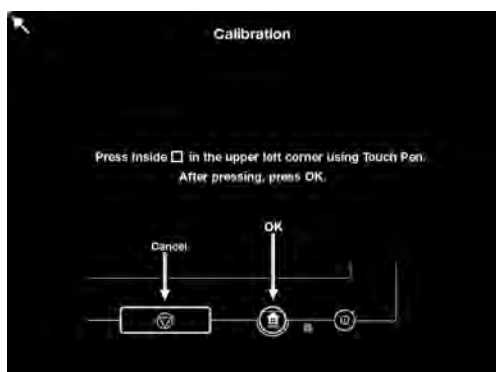 Calibration
Press Inside □ in the upper left corner using Touch Pen.
After pressing, press OK.
OK
Cancel